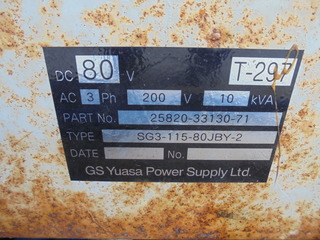 DC 80 V T-297
AC 3 Ph 200 V 10 kVA
PART No. 25820-33130-71
TYPE SG3-115-80JBY-2
DATE No.
GS Yuasa Power Supply Ltd.